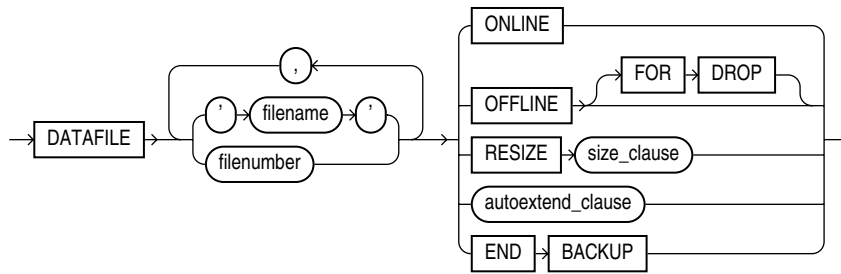 ONLINE
,
FOR DROP
' filename ' OFFLINE
DATAFILE
filenumber RESIZE size_clause
autoextend_clause
END BACKUP